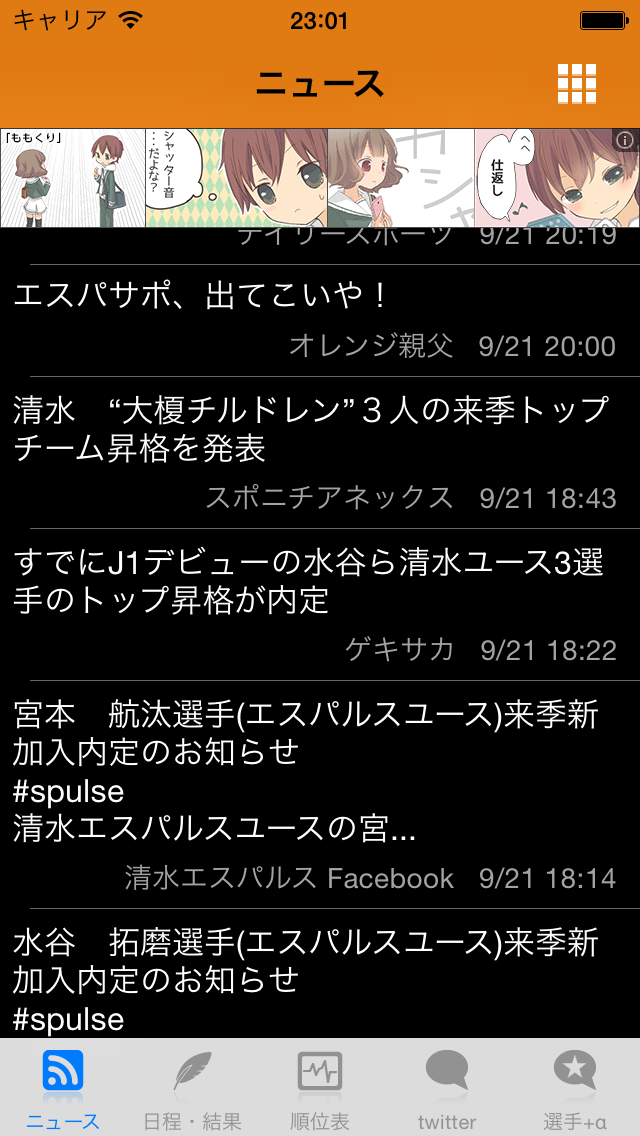 キャリア 23:01
ニュース
「ももくり」
シャッター音
…だよな?
カシャ
へへ
仕返し
デイリースポーツ 9/21 20:19
エスパサポ、出てこいや！
オレンジ親父 9/21 20:00
清水　“大榎チルドレン”３人の来季トップ
チーム昇格を発表
スポニチアネックス 9/21 18:43
すでにJ1デビューの水谷ら清水ユース3選
手のトップ昇格が内定
ゲキサカ 9/21 18:22
宮本　航汰選手(エスパルスユース)来季新
加入内定のお知らせ
#spulse
清水エスパルスユースの宮...
清水エスパルス Facebook 9/21 18:14
水谷　拓磨選手(エスパルスユース)来季新
加入内定のお知らせ
#spulse
ニュース 日程・結果 順位表 twitter 選手+α